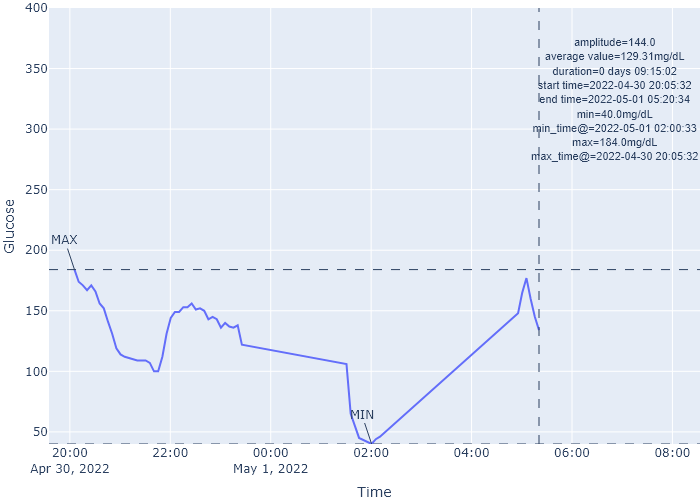 400
350
300
250
200
150
100
50
Glucose
MAX
MIN
amplitude=144.0
average value=129.31mg/dL
duration=0 days 09:15:02
start time=2022-04-30 20:05:32
end time=2022-05-01 05:20:34
min=40.0mg/dL
min_time@=2022-05-01 02:00:33
max=184.0mg/dL
max_time@=2022-04-30 20:05:32
20:00 22:00 00:00 02:00 04:00 06:00 08:00
Apr 30, 2022 May 1, 2022
Time